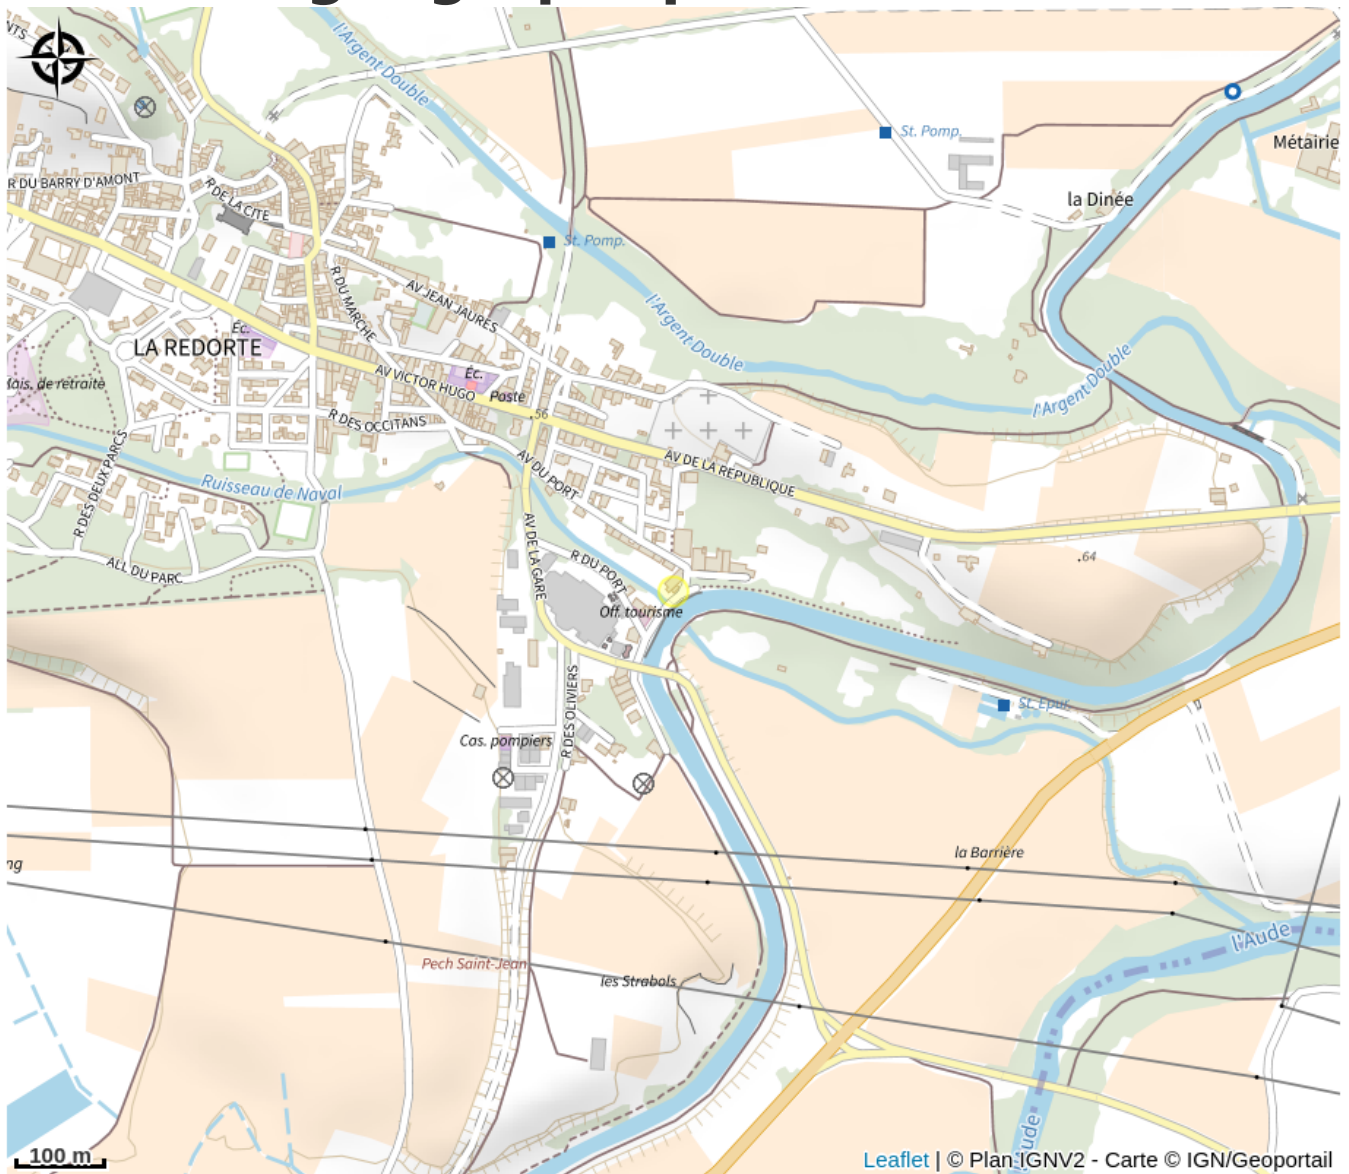 l'Argent Double
St. Pomp.
Métairie
R DU BARRY D'AMONT
R DE LA CITE
la Dinée
St. Pomp.
R DU MARCHE
AV JEAN JAURES
l'Argent Double
Éc.
LA REDORTE
l'Argent Double
Éc.
AV VICTOR HUGO
Poste
56
R DES OCCITANS
R DES DEUX PARCS
AV DU PORT
AV DE LA REPUBLIQUE
Ruisseau de Naval
AV DE LA GARE
R DU PORT
64
ALL DU PARC
Off. tourisme
R DES OLIVIERS
St. Epur.
Cas. pompiers
la Barrière
l'Aude
Pech Saint-Jean
les Strabols
100 m
Leaflet | © Plan IGNV2 - Carte © IGN/Geoportail